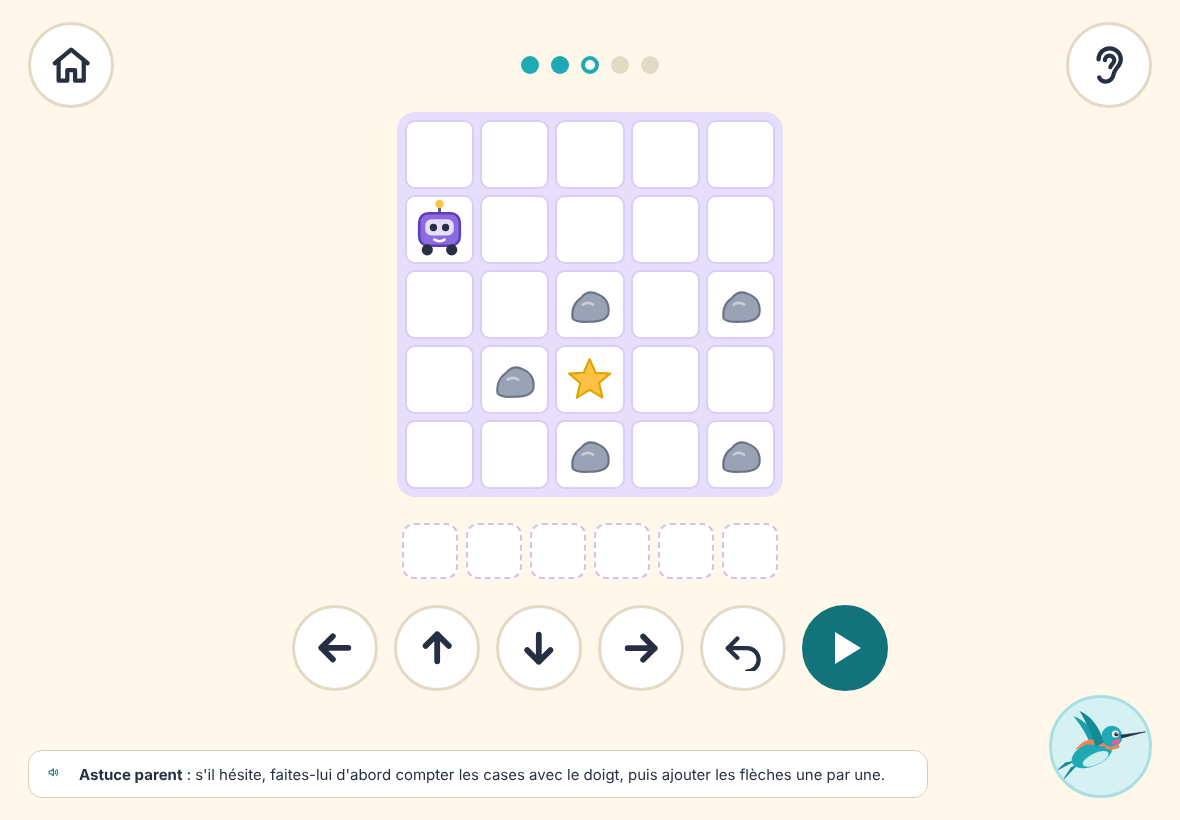 Astuce parent : s'il hésite, faites-lui d'abord compter les cases avec le doigt, puis ajouter les flèches une par une.